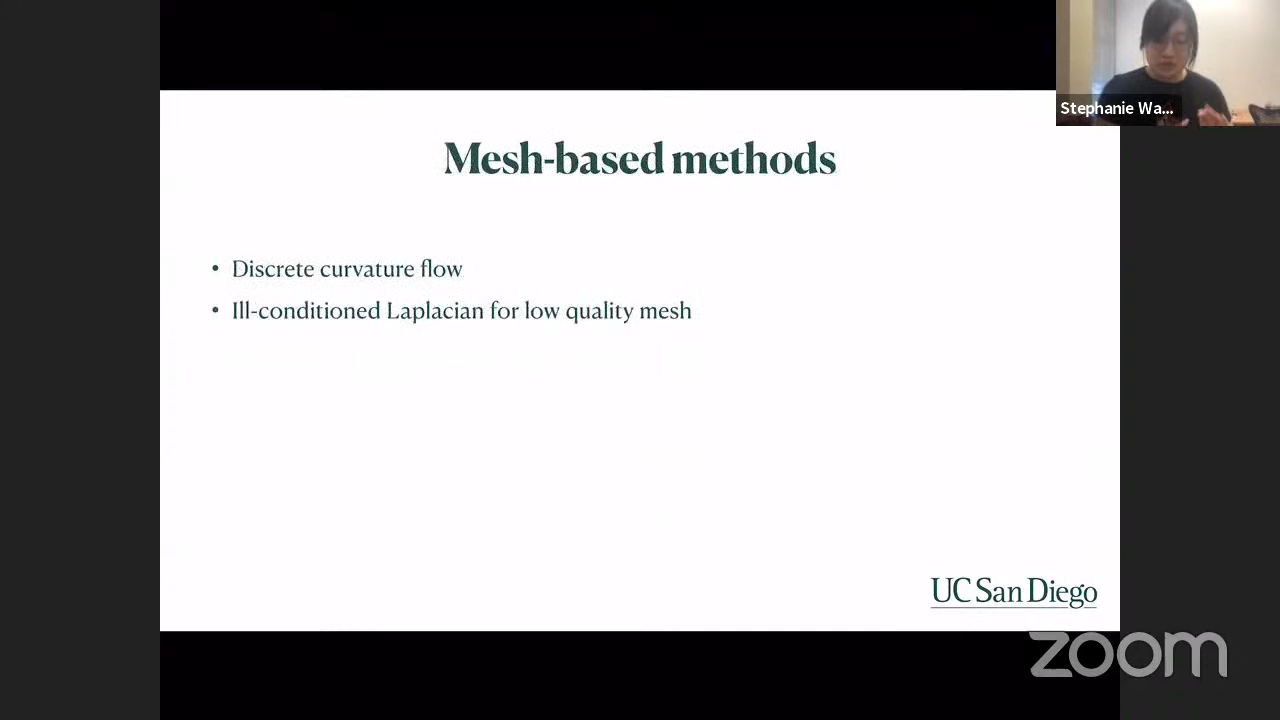 Stephanie Wa...
Mesh-based methods
• Discrete curvature flow
• Ill-conditioned Laplacian for low quality mesh
UC San Diego
zoom